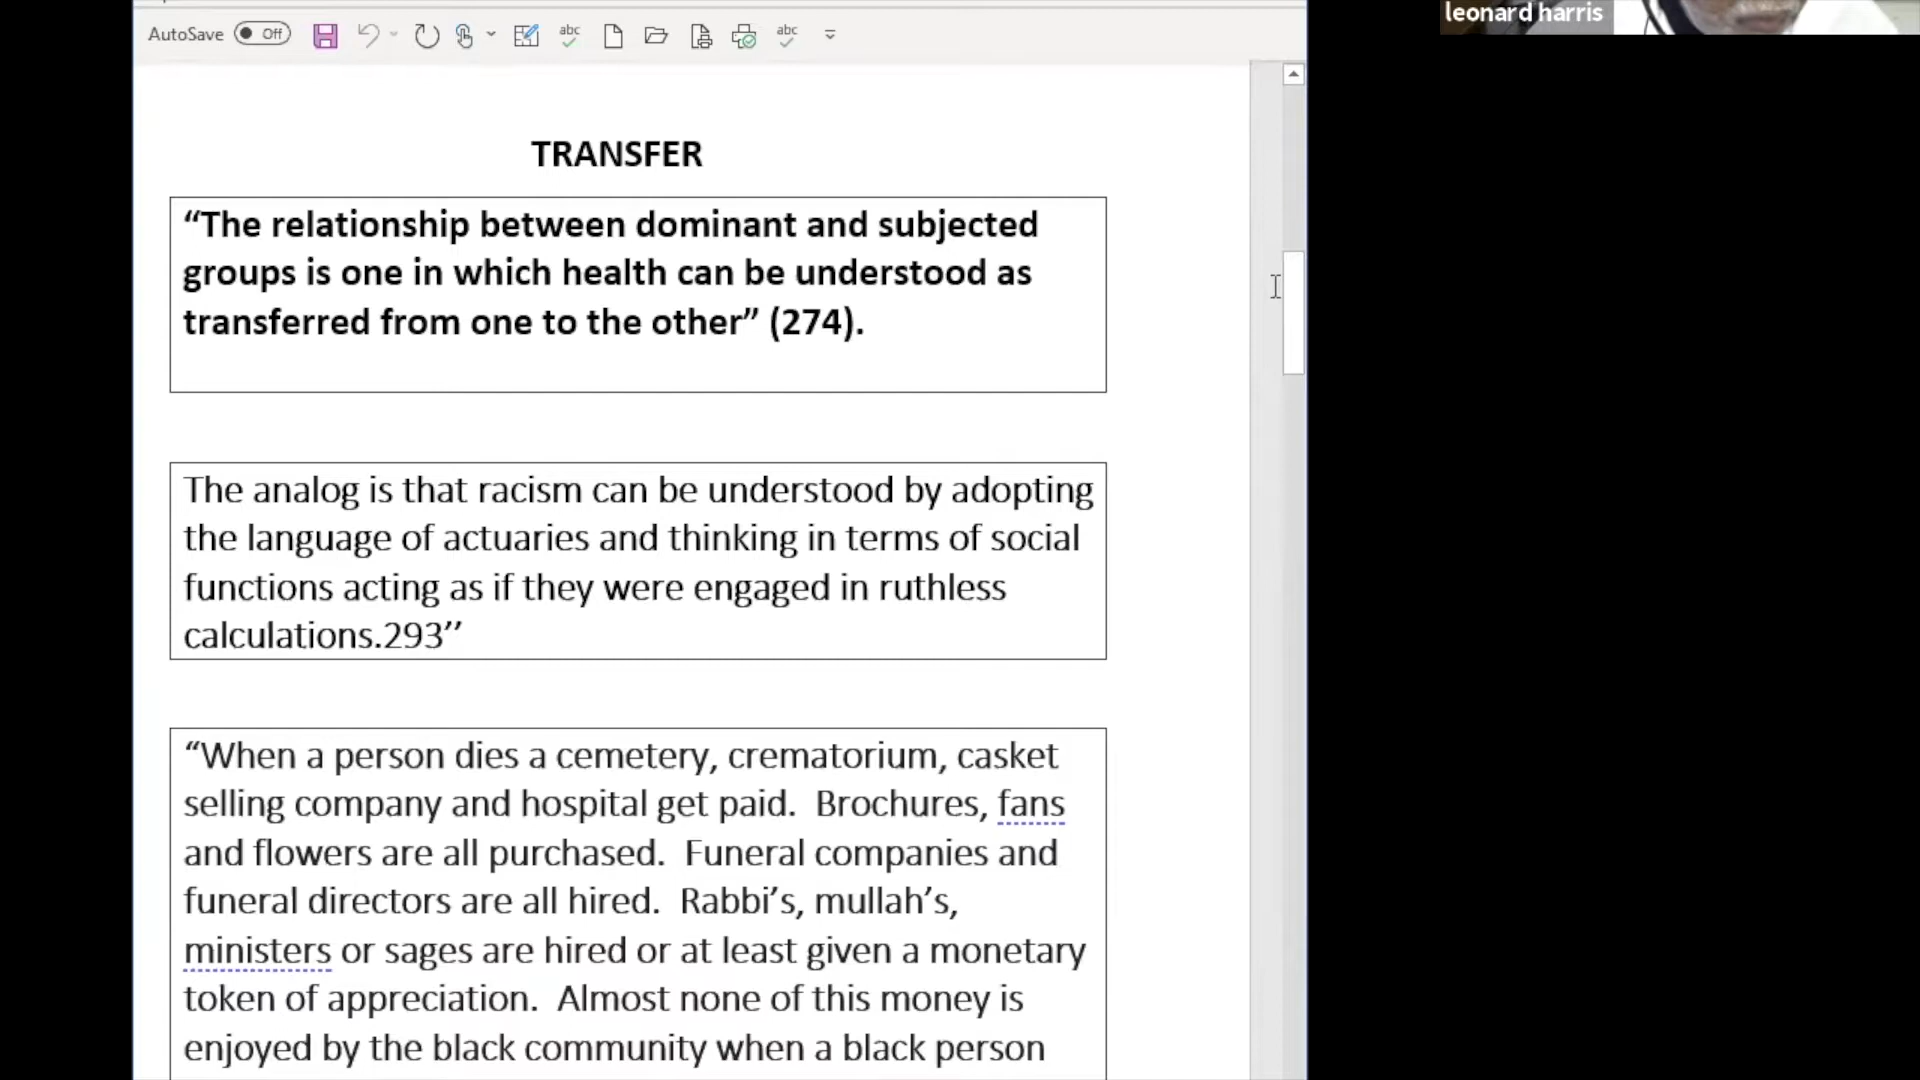 AutoSave Off abc abc
leonard harris
TRANSFER
“The relationship between dominant and subjected
groups is one in which health can be understood as
transferred from one to the other” (274).
The analog is that racism can be understood by adopting
the language of actuaries and thinking in terms of social
functions acting as if they were engaged in ruthless
calculations.293’’
“When a person dies a cemetery, crematorium, casket
selling company and hospital get paid.  Brochures, fans
and flowers are all purchased.  Funeral companies and
funeral directors are all hired.  Rabbi’s, mullah’s,
ministers or sages are hired or at least given a monetary
token of appreciation.  Almost none of this money is
enjoyed by the black community when a black person